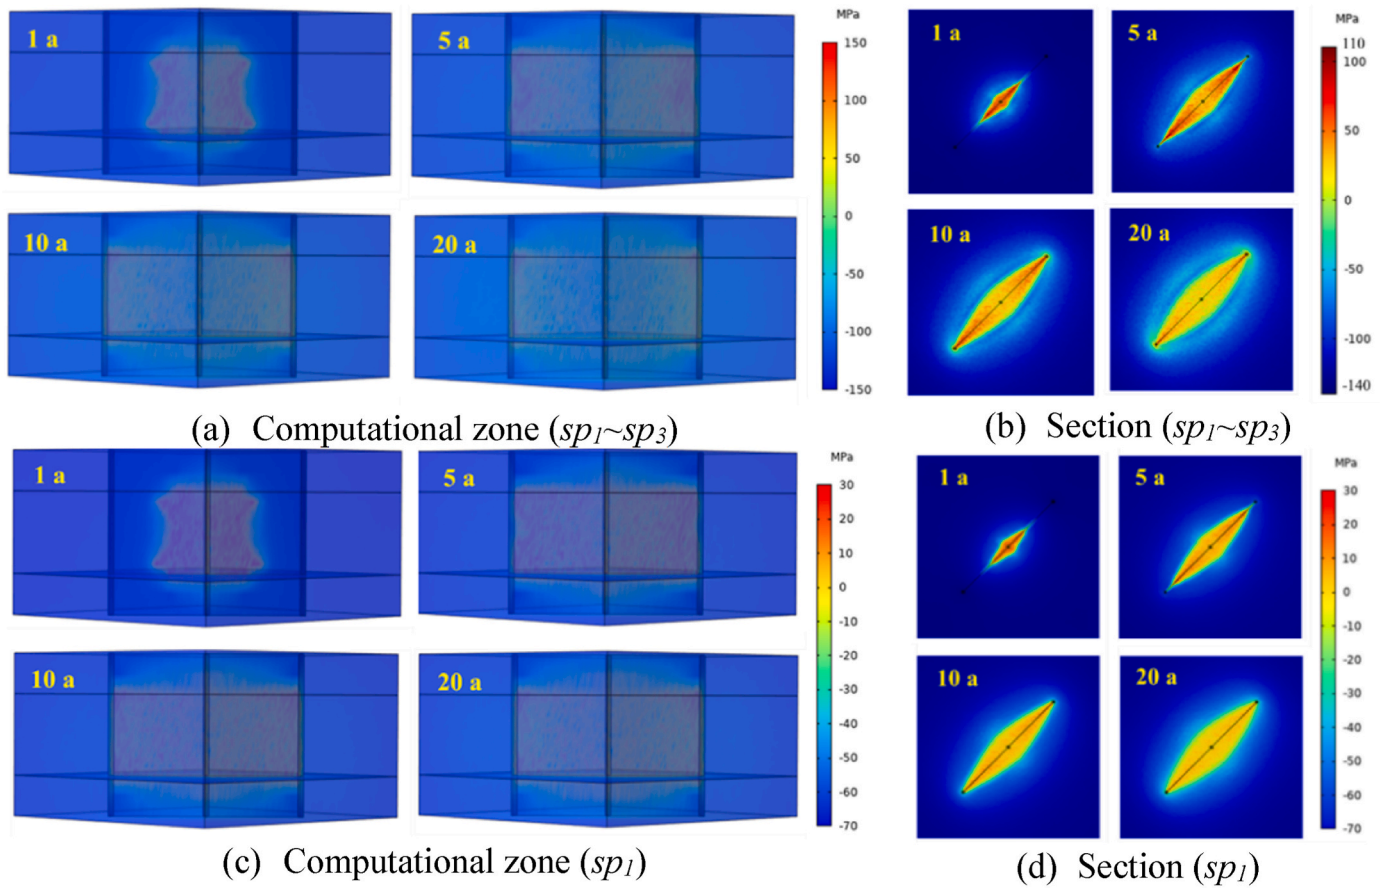 MPa
1 a
5 a
150
100
50
0
-50
-100
-150
10 a
20 a
(a) Computational zone (sp1~sp3)
MPa
1 a
5 a
110
100
50
0
-50
-100
-140
10 a
20 a
(b) Section (sp1~sp3)
MPa
1 a
5 a
30
20
10
0
-10
-20
-30
-40
-50
-60
-70
10 a
20 a
(c) Computational zone (sp1)
MPa
1 a
5 a
30
20
10
0
-10
-20
-30
-40
-50
-60
-70
10 a
20 a
(d) Section (sp1)